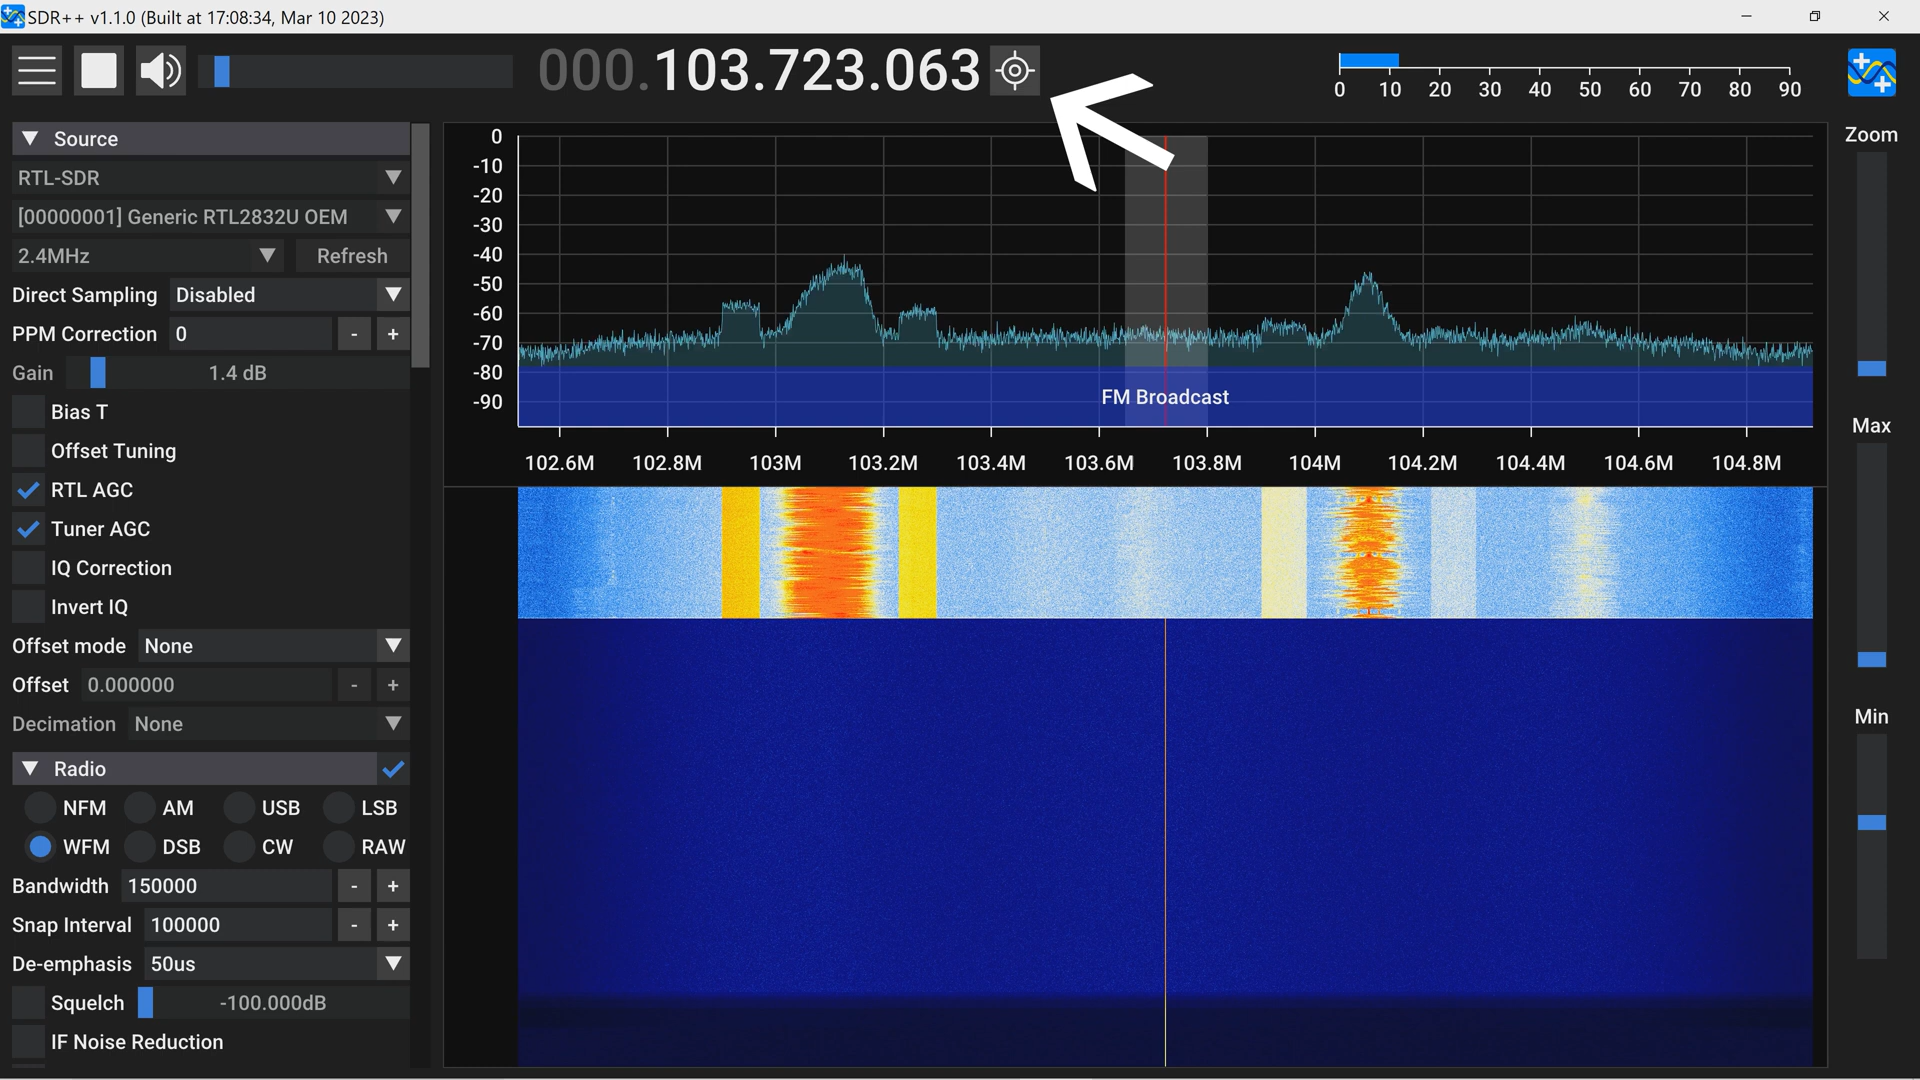 SDR++ v1.1.0 (Built at 17:08:34, Mar 10 2023)
000.103.723.063
0 10 20 30 40 50 60 70 80 90
Source
RTL-SDR
[00000001] Generic RTL2832U OEM
2.4MHz Refresh
Direct Sampling Disabled
PPM Correction 0 - +
Gain 1.4 dB
Bias T
Offset Tuning
RTL AGC
Tuner AGC
IQ Correction
Invert IQ
Offset mode None
Offset 0.000000 - +
Decimation None
Radio
NFM AM USB LSB
WFM DSB CW RAW
Bandwidth 150000 - +
Snap Interval 100000 - +
De-emphasis 50us
Squelch -100.000dB
IF Noise Reduction
0
-10
-20
-30
-40
-50
-60
-70
-80
-90
FM Broadcast
102.6M 102.8M 103M 103.2M 103.4M 103.6M 103.8M 104M 104.2M 104.4M 104.6M 104.8M
Zoom
Max
Min